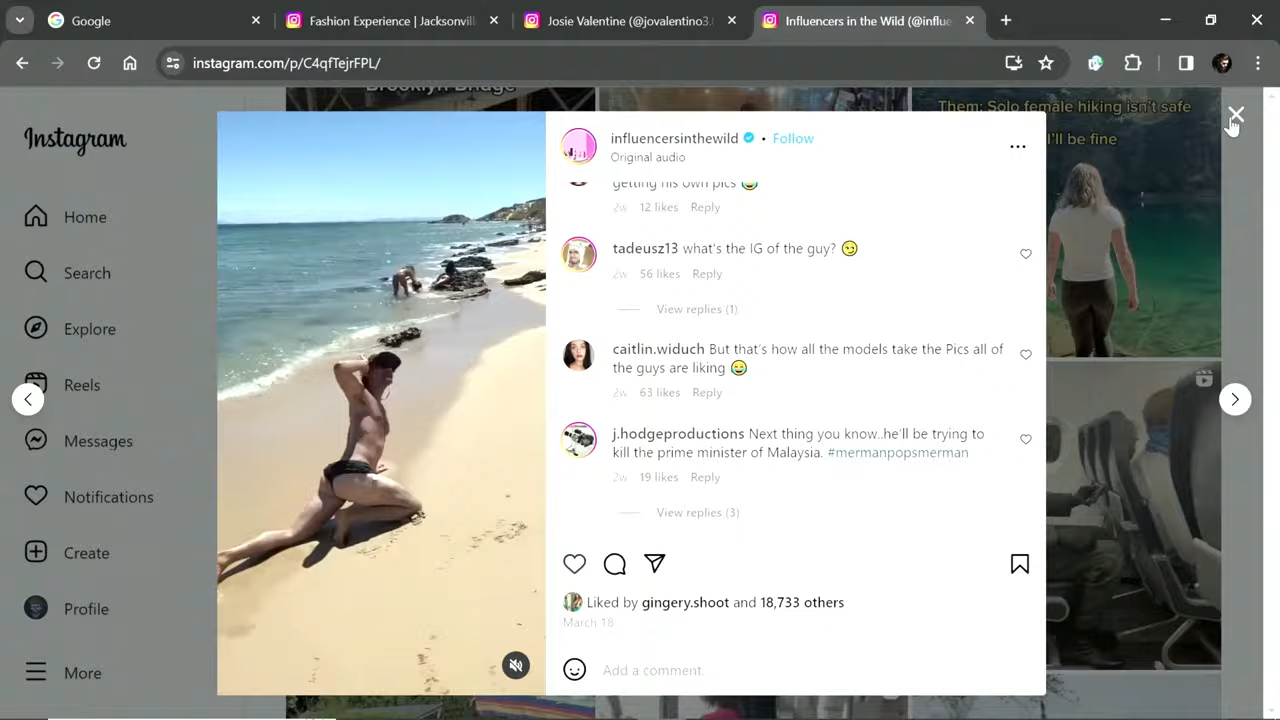 Google
Fashion Experience | Jacksonvill
Josie Valentine (@jovalentino3.
Influencers in the Wild (@influe
instagram.com/p/C4qfTejrFPL/
Brooklyn Bridge
Them: Solo female hiking isn't safe
I'll be fine
Instagram
Home
Search
Explore
Reels
Messages
Notifications
Create
Profile
More
influencersinthewild • Follow
Original audio
getting his own pics 😂
2w 12 likes Reply
tadeusz13 what's the IG of the guy? 😏
2w 56 likes Reply
View replies (1)
caitlin.widuch But that's how all the models take the Pics all of
the guys are liking 😂
2w 63 likes Reply
j.hodgeproductions Next thing you know..he'll be trying to
kill the prime minister of Malaysia. #mermanpopsmerman
2w 19 likes Reply
View replies (3)
Liked by gingery.shoot and 18,733 others
March 18
Add a comment.